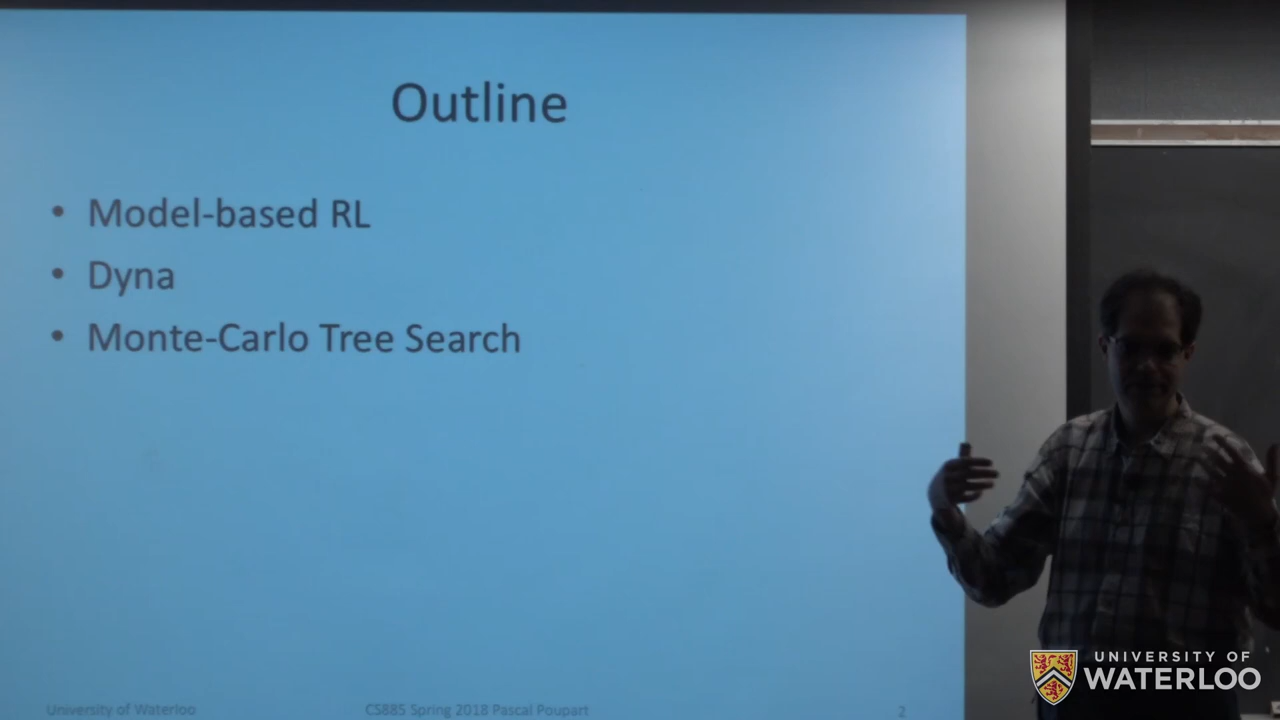 Outline
• Model-based RL
• Dyna
• Monte-Carlo Tree Search
University of Waterloo
CS885 Spring 2018 Pascal Poupart
2
UNIVERSITY OF
WATERLOO